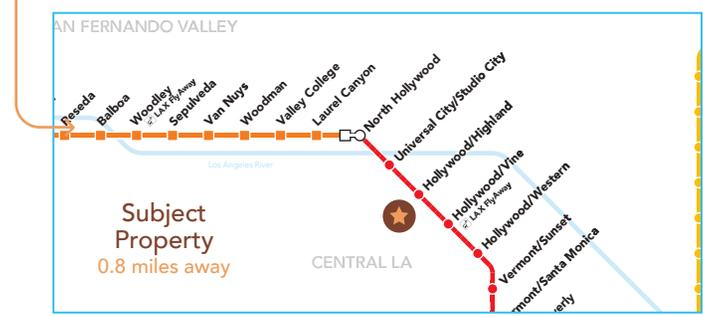 AN FERNANDO VALLEY
Reseda
Balboa
Woodley
LAX FlyAway
Sepulveda
Van Nuys
Woodman
Valley College
Laurel Canyon
North Hollywood
Universal City/Studio City
Hollywood/Highland
Hollywood/Vine
LAX FlyAway
Hollywood/Western
Vermont/Sunset
mont/Santa Monica
erly
Los Angeles River
Subject
Property
0.8 miles away
CENTRAL LA